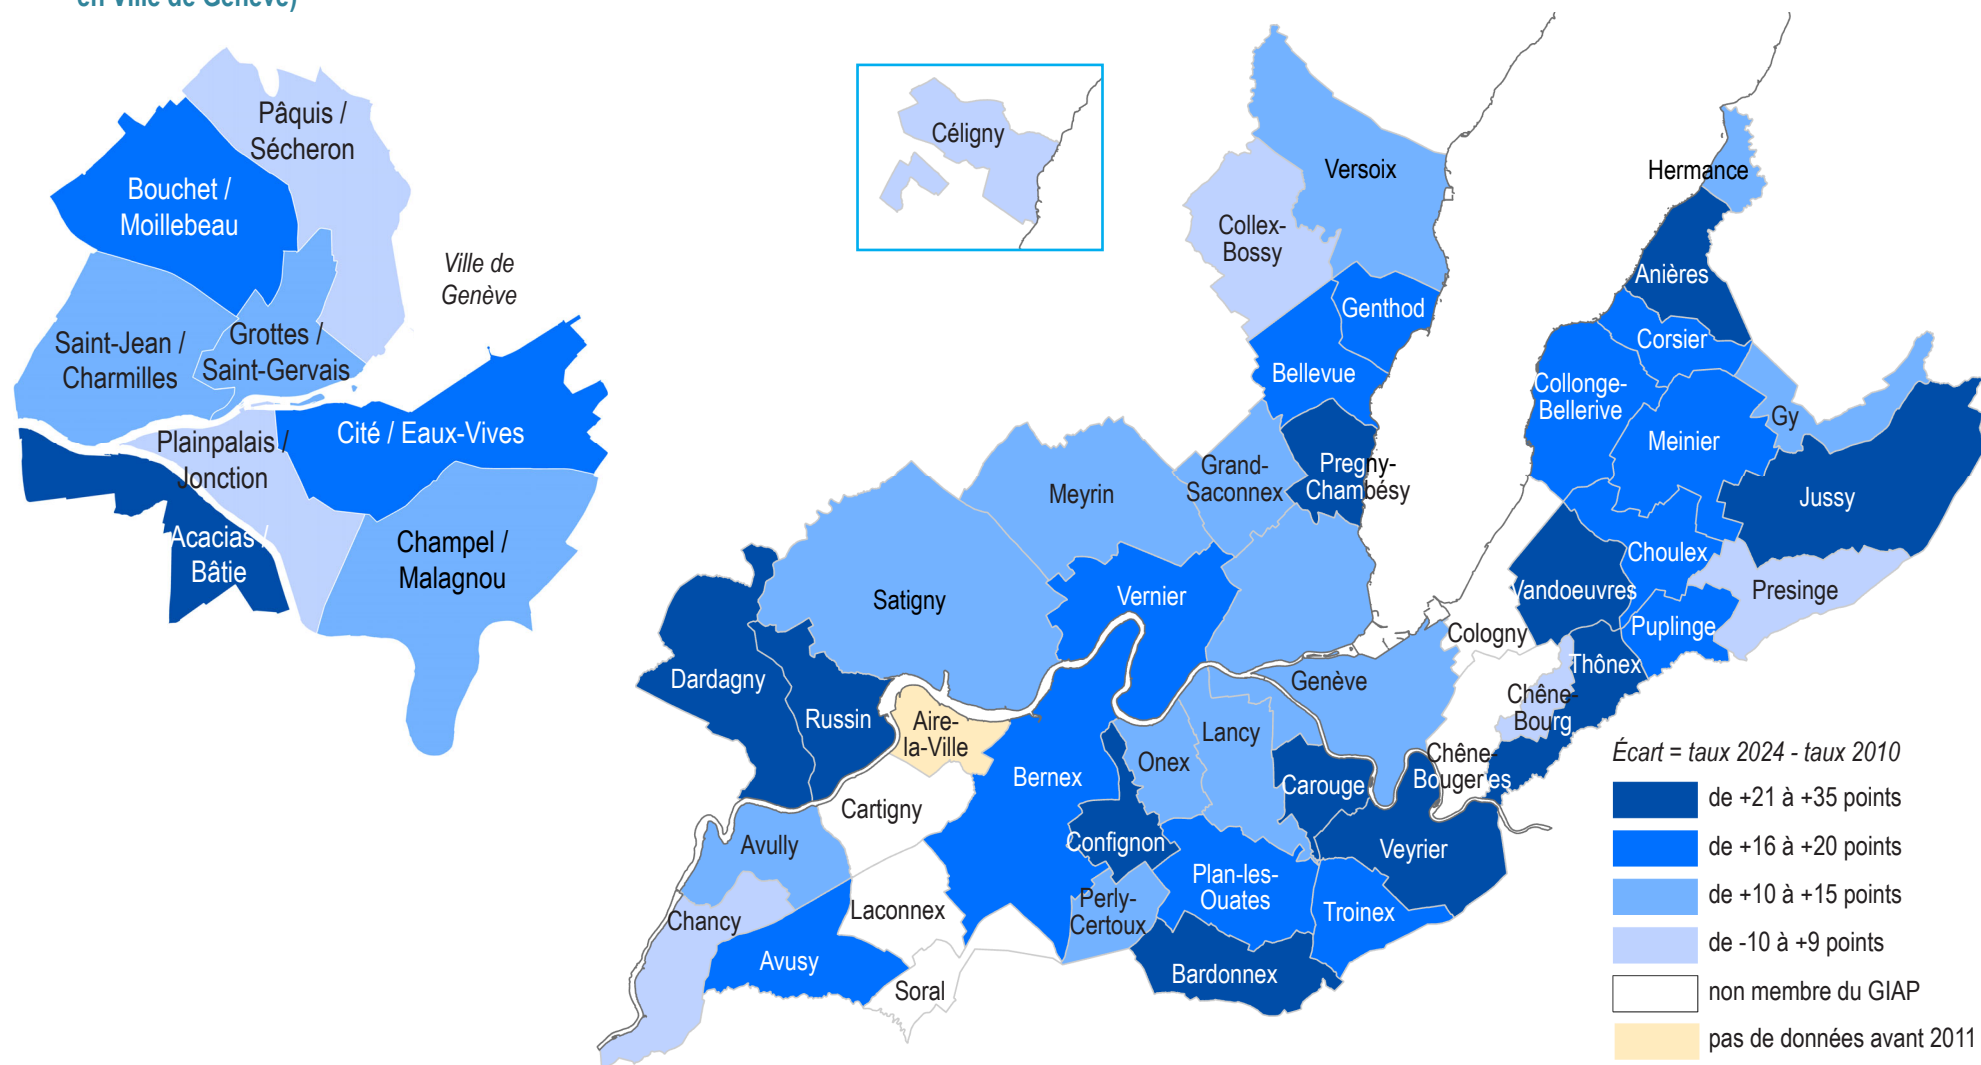 en Ville de Genève)
Pâquis /
Sécheron
Bouchet /
Moillebeau
Ville de
Genève
Saint-Jean /
Charmilles
Grottes /
Saint-Gervais
Plainpalais /
Jonction
Cité / Eaux-Vives
Acacias /
Bâtie
Champel /
Malagnou
Céligny
Versoix
Collex-
Bossy
Genthod
Bellevue
Pregny-
Chambésy
Grand-
Saconnex
Meyrin
Satigny
Vernier
Hermance
Anières
Corsier
Collonge-
Bellerive
Meinier
Gy
Jussy
Choulex
Vandoeuvres
Presinge
Puplinge
Cologny
Thônex
Chêne-
Bourg
Chêne-
Bougeries
Genève
Dardagny
Russin
Aire-
la-Ville
Bernex
Cartigny
Avully
Chancy
Laconnex
Avusy
Soral
Onex
Lancy
Carouge
Confignon
Veyrier
Plan-les-
Ouates
Perly-
Certoux
Troinex
Bardonnex
Écart = taux 2024 - taux 2010
de +21 à +35 points
de +16 à +20 points
de +10 à +15 points
de -10 à +9 points
non membre du GIAP
pas de données avant 2011